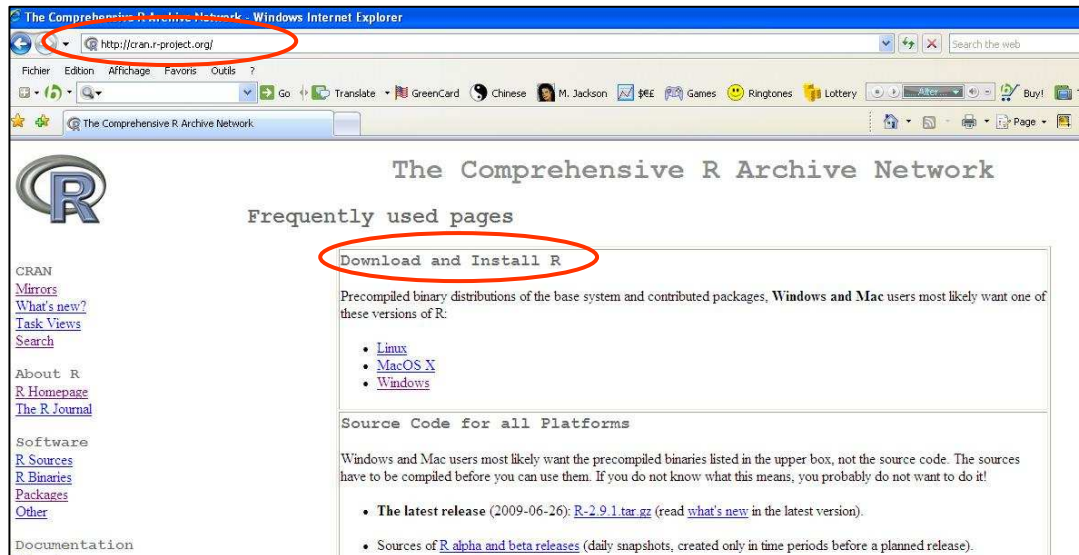 The Comprehensive R Archive Network - Windows Internet Explorer
http://cran.r-project.org/
Search the web
Fichier Edition Affichage Favoris Outils ?
Go Translate GreenCard Chinese M. Jackson $€£ Games Ringtones Lottery Buy!
The Comprehensive R Archive Network
Page
R
The Comprehensive R Archive Network
Frequently used pages
CRAN
Mirrors
What's new?
Task Views
Search
About R
R Homepage
The R Journal
Software
R Sources
R Binaries
Packages
Other
Documentation
Download and Install R
Precompiled binary distributions of the base system and contributed packages, Windows and Mac users most likely want one of
these versions of R:
• Linux
• MacOS X
• Windows
Source Code for all Platforms
Windows and Mac users most likely want the precompiled binaries listed in the upper box, not the source code. The sources
have to be compiled before you can use them. If you do not know what this means, you probably do not want to do it!
• The latest release (2009-06-26): R-2.9.1.tar.gz (read what's new in the latest version).
• Sources of R alpha and beta releases (daily snapshots, created only in time periods before a planned release).